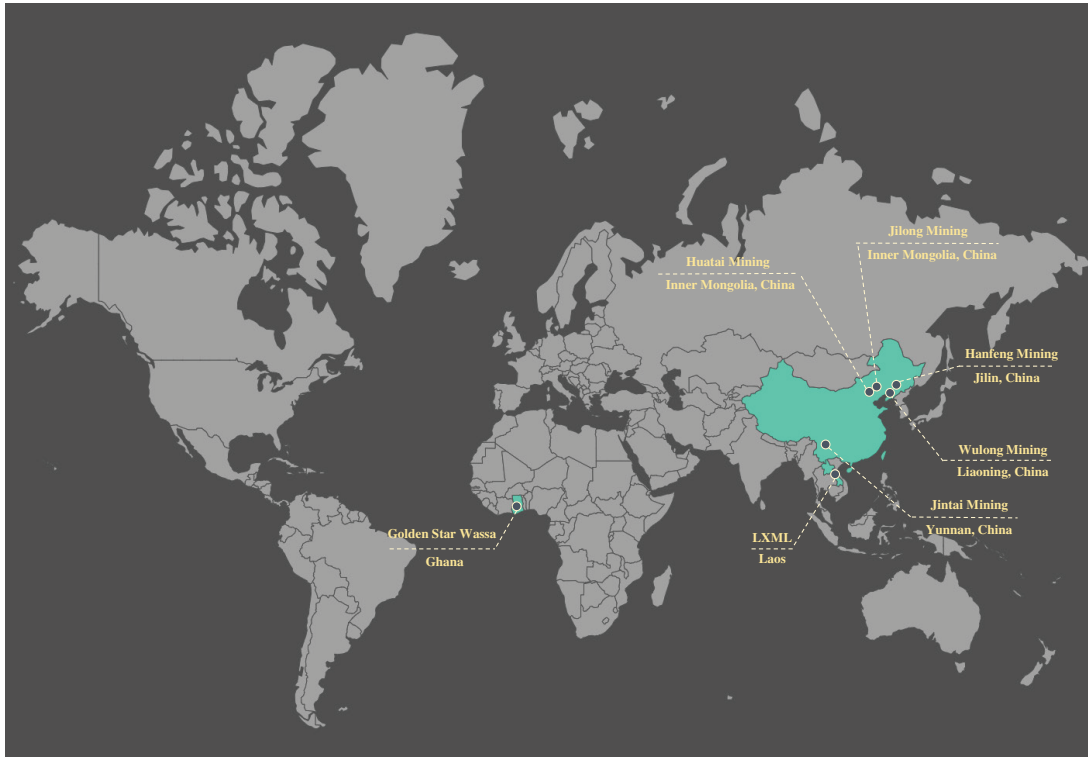 Jilong Mining
Inner Mongolia, China
Huatai Mining
Inner Mongolia, China
Hanfeng Mining
Jilin, China
Wulong Mining
Liaoning, China
Jintai Mining
Yunnan, China
Golden Star Wassa
Ghana
LXML
Laos